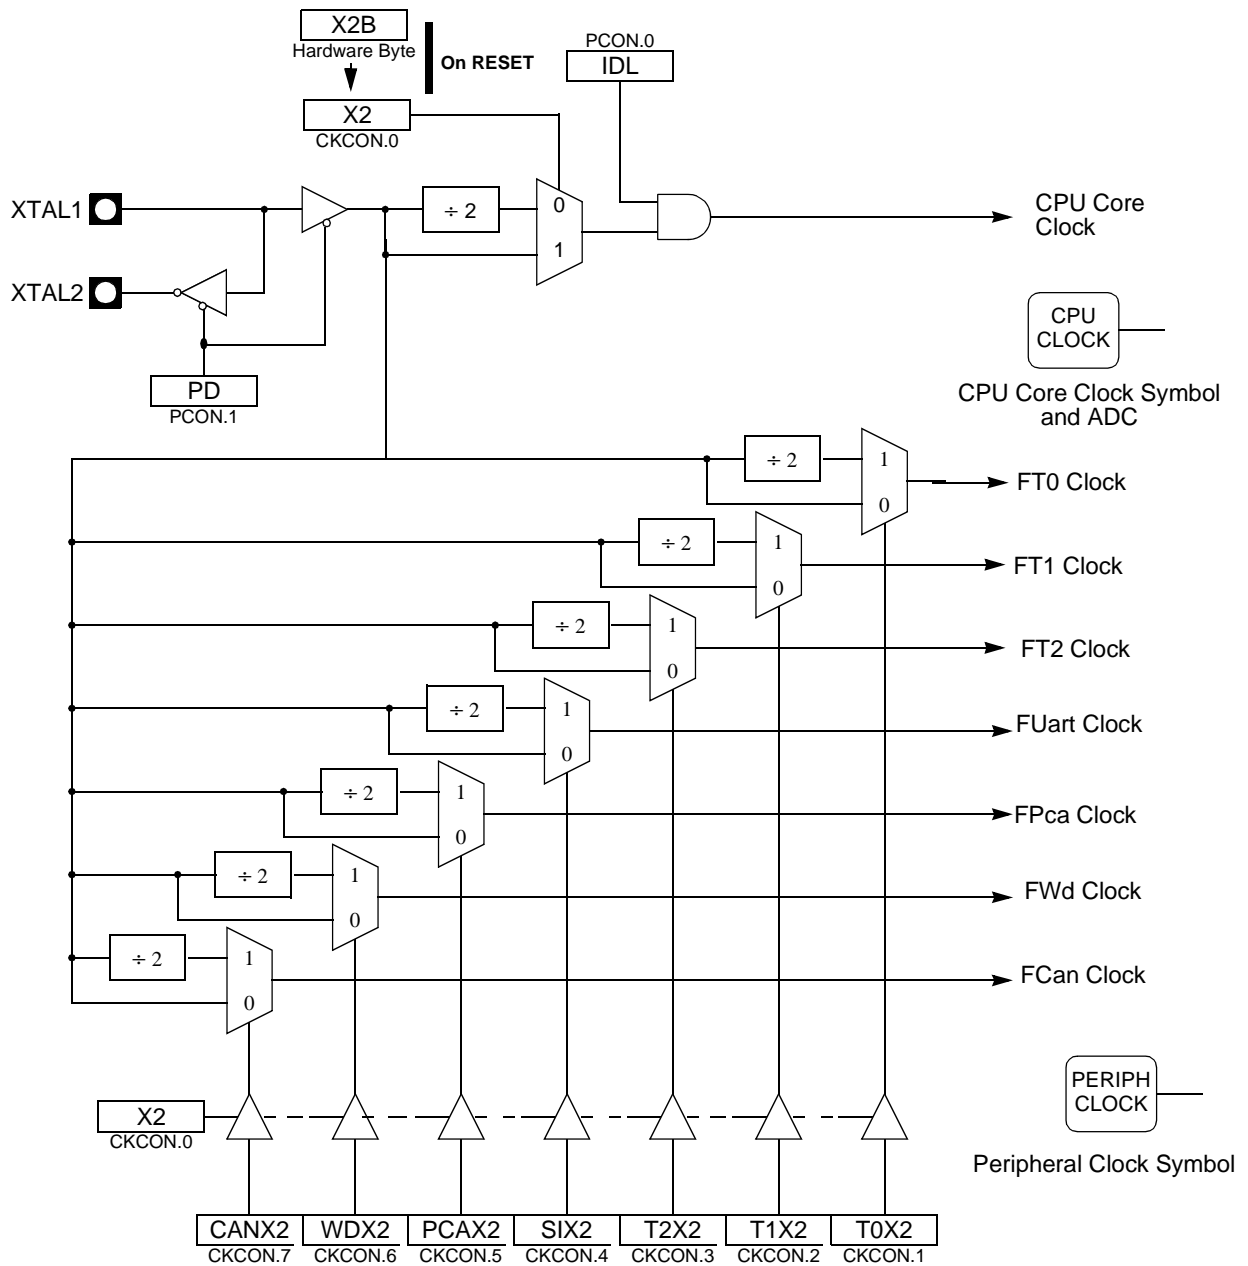 X2B
Hardware Byte
On RESET
PCON.0
IDL
X2
CKCON.0
XTAL1
÷ 2
0
1
CPU Core
Clock
XTAL2
PD
PCON.1
CPU
CLOCK
CPU Core Clock Symbol
and ADC
÷ 2
1
0
FT0 Clock
÷ 2
1
0
FT1 Clock
÷ 2
1
0
FT2 Clock
÷ 2
1
0
FUart Clock
÷ 2
1
0
FPca Clock
÷ 2
1
0
FWd Clock
÷ 2
1
0
FCan Clock
X2
CKCON.0
PERIPH
CLOCK
Peripheral Clock Symbol
CANX2
CKCON.7
WDX2
CKCON.6
PCAX2
CKCON.5
SIX2
CKCON.4
T2X2
CKCON.3
T1X2
CKCON.2
T0X2
CKCON.1